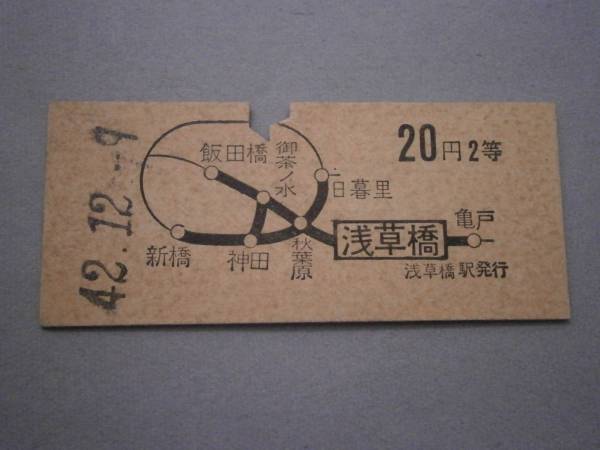 42.12.-9
20円2等
飯田橋
御茶ノ水
日暮里
新橋
神田
秋葉原
浅草橋
亀戸
浅草橋駅発行